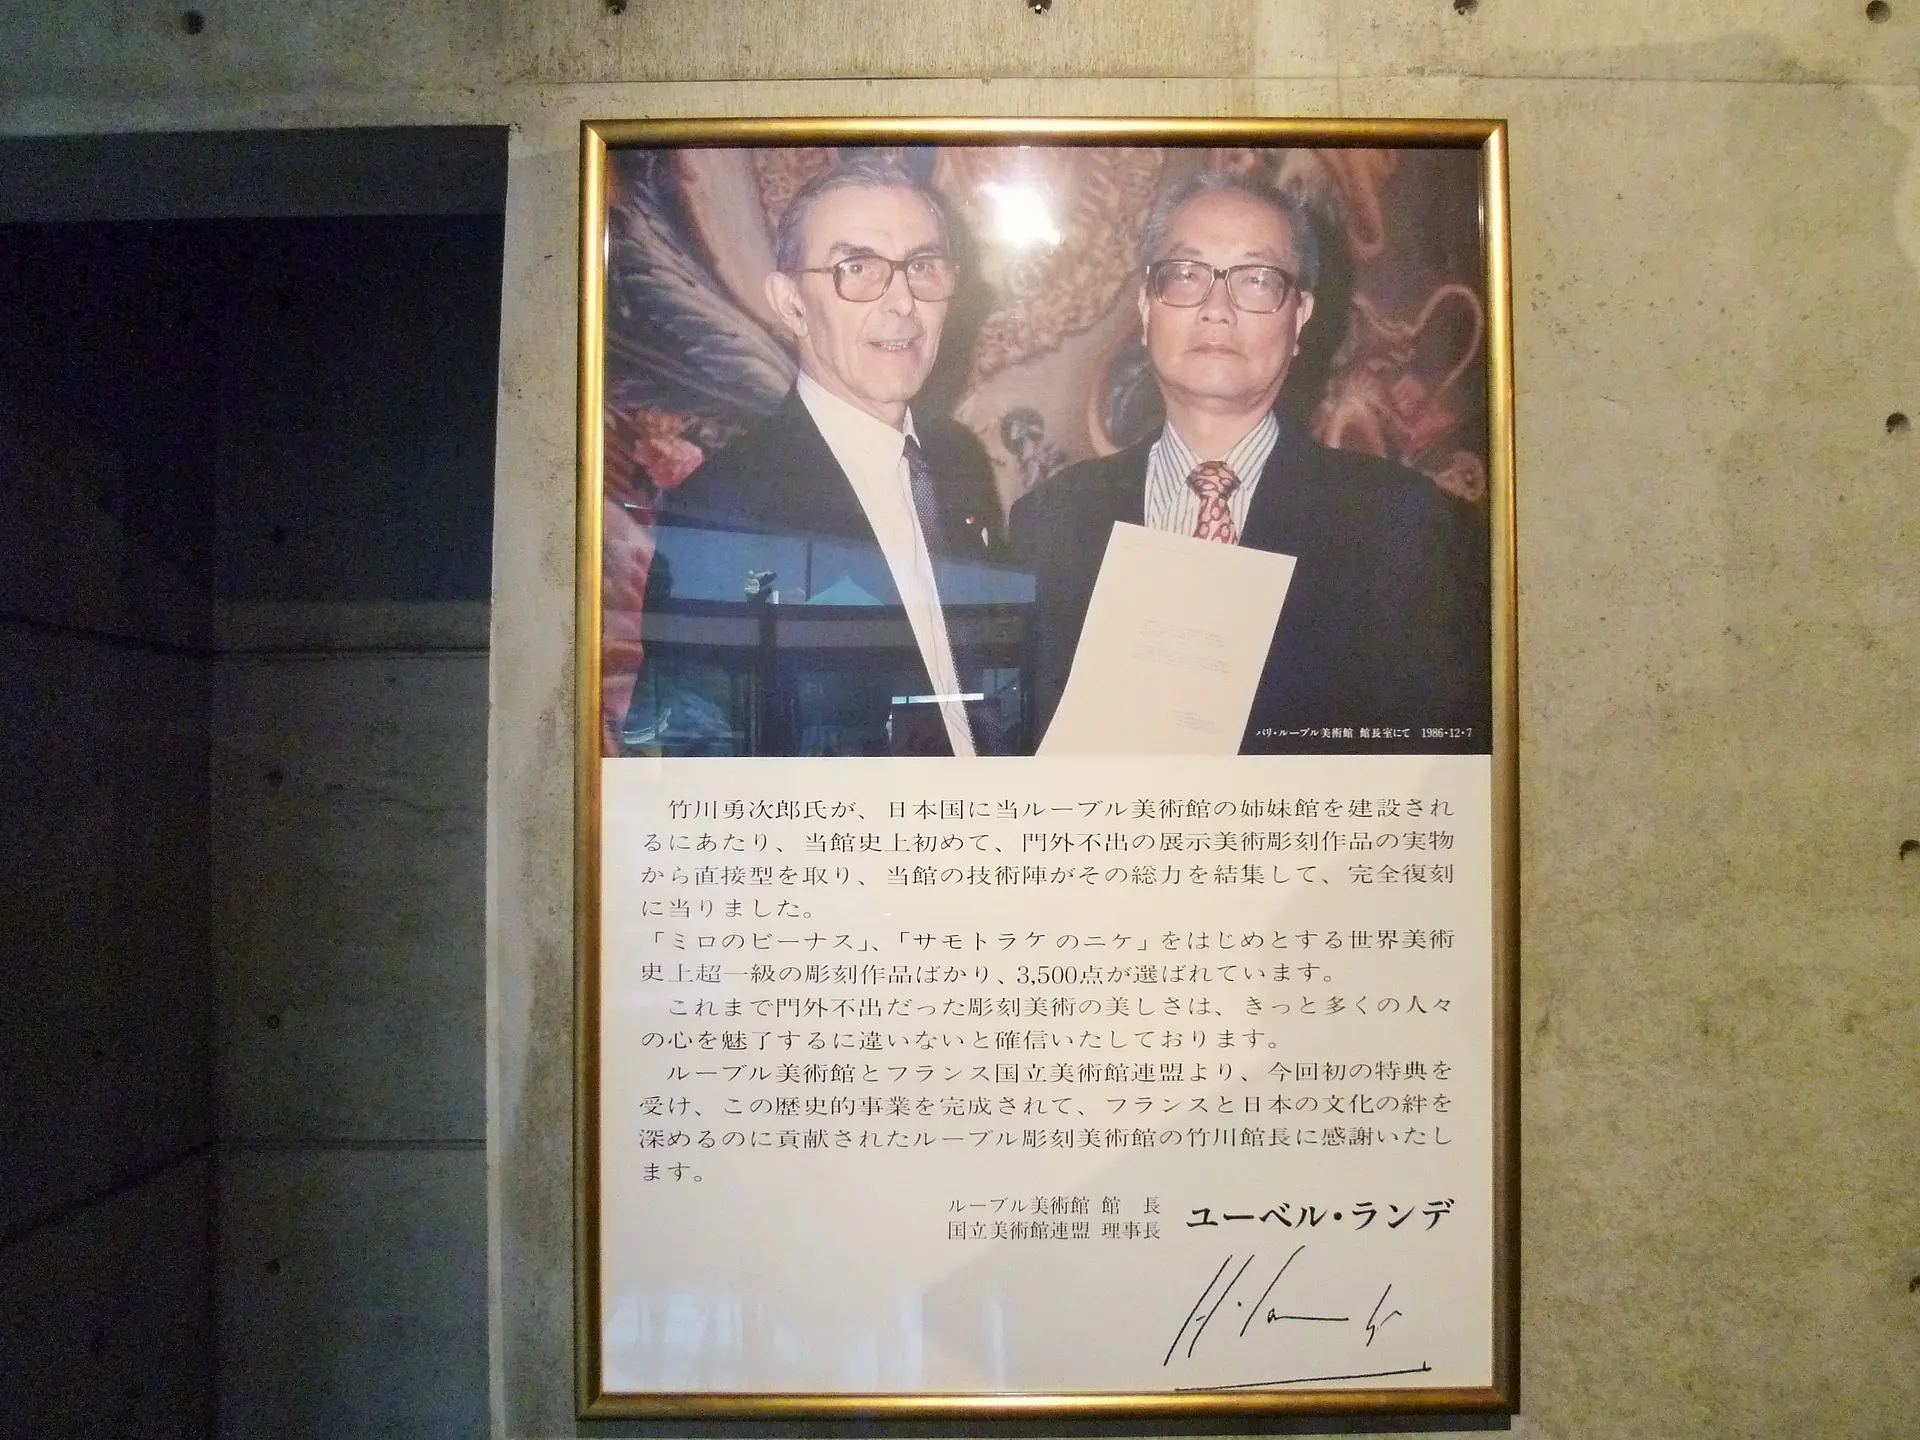 パリ・ルーブル美術館 館長室にて 1986・12・7
竹川勇次郎氏が、日本国に当ルーブル美術館の姉妹館を建設され
るにあたり、当館史上初めて、門外不出の展示美術彫刻作品の実物
から直接型を取り、当館の技術陣がその総力を結集して、完全復刻
に当りました。
「ミロのビーナス」、「サモトラケのニケ」をはじめとする世界美術
史上超一級の彫刻作品ばかり、3,500点が選ばれています。
これまで門外不出だった彫刻美術の美しさは、きっと多くの人々
の心を魅了するに違いないと確信いたしております。
ルーブル美術館とフランス国立美術館連盟より、今回初の特典を
受け、この歴史的事業を完成されて、フランスと日本の文化の絆を
深めるのに貢献されたルーブル彫刻美術館の竹川館長に感謝いたし
ます。
ルーブル美術館 館 長
国立美術館連盟 理事長
ユーベル・ランデ